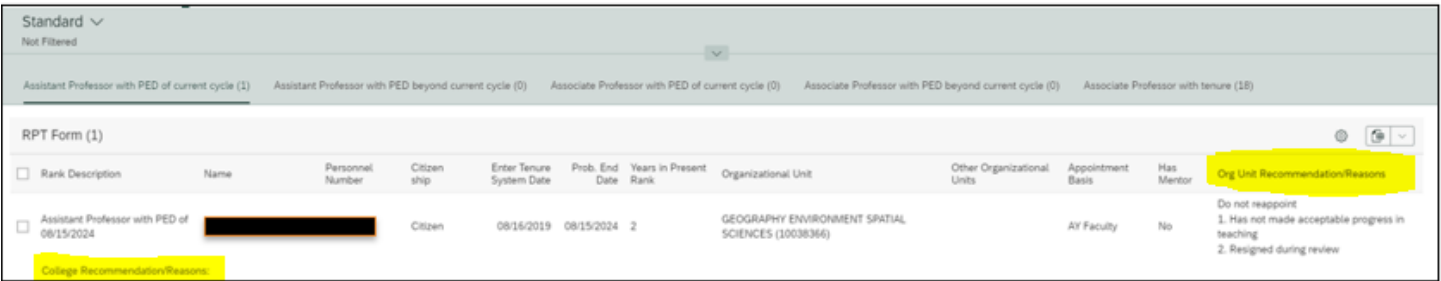 Standard
Not Filtered
Assistant Professor with PED of current cycle (1) Assistant Professor with PED beyond current cycle (0) Associate Professor with PED of current cycle (0) Associate Professor with PED beyond current cycle (0) Associate Professor with tenure (18)
RPT Form (1)
Rank Description
Name
Personnel
Number
Citizen
ship
Enter Tenure
System Date
Prob. End
Date
Years in Present
Rank
Organizational Unit
Other Organizational
Units
Appointment
Basis
Has
Mentor
Org Unit Recommendation/Reasons
Assistant Professor with PED of
08/15/2024
Citizen
08/16/2019
08/15/2024
2
GEOGRAPHY ENVIRONMENT SPATIAL
SCIENCES (10038366)
AY Faculty
No
Do not reappoint
1. Has not made acceptable progress in
teaching
2. Resigned during review
College Recommendation/Reasons: